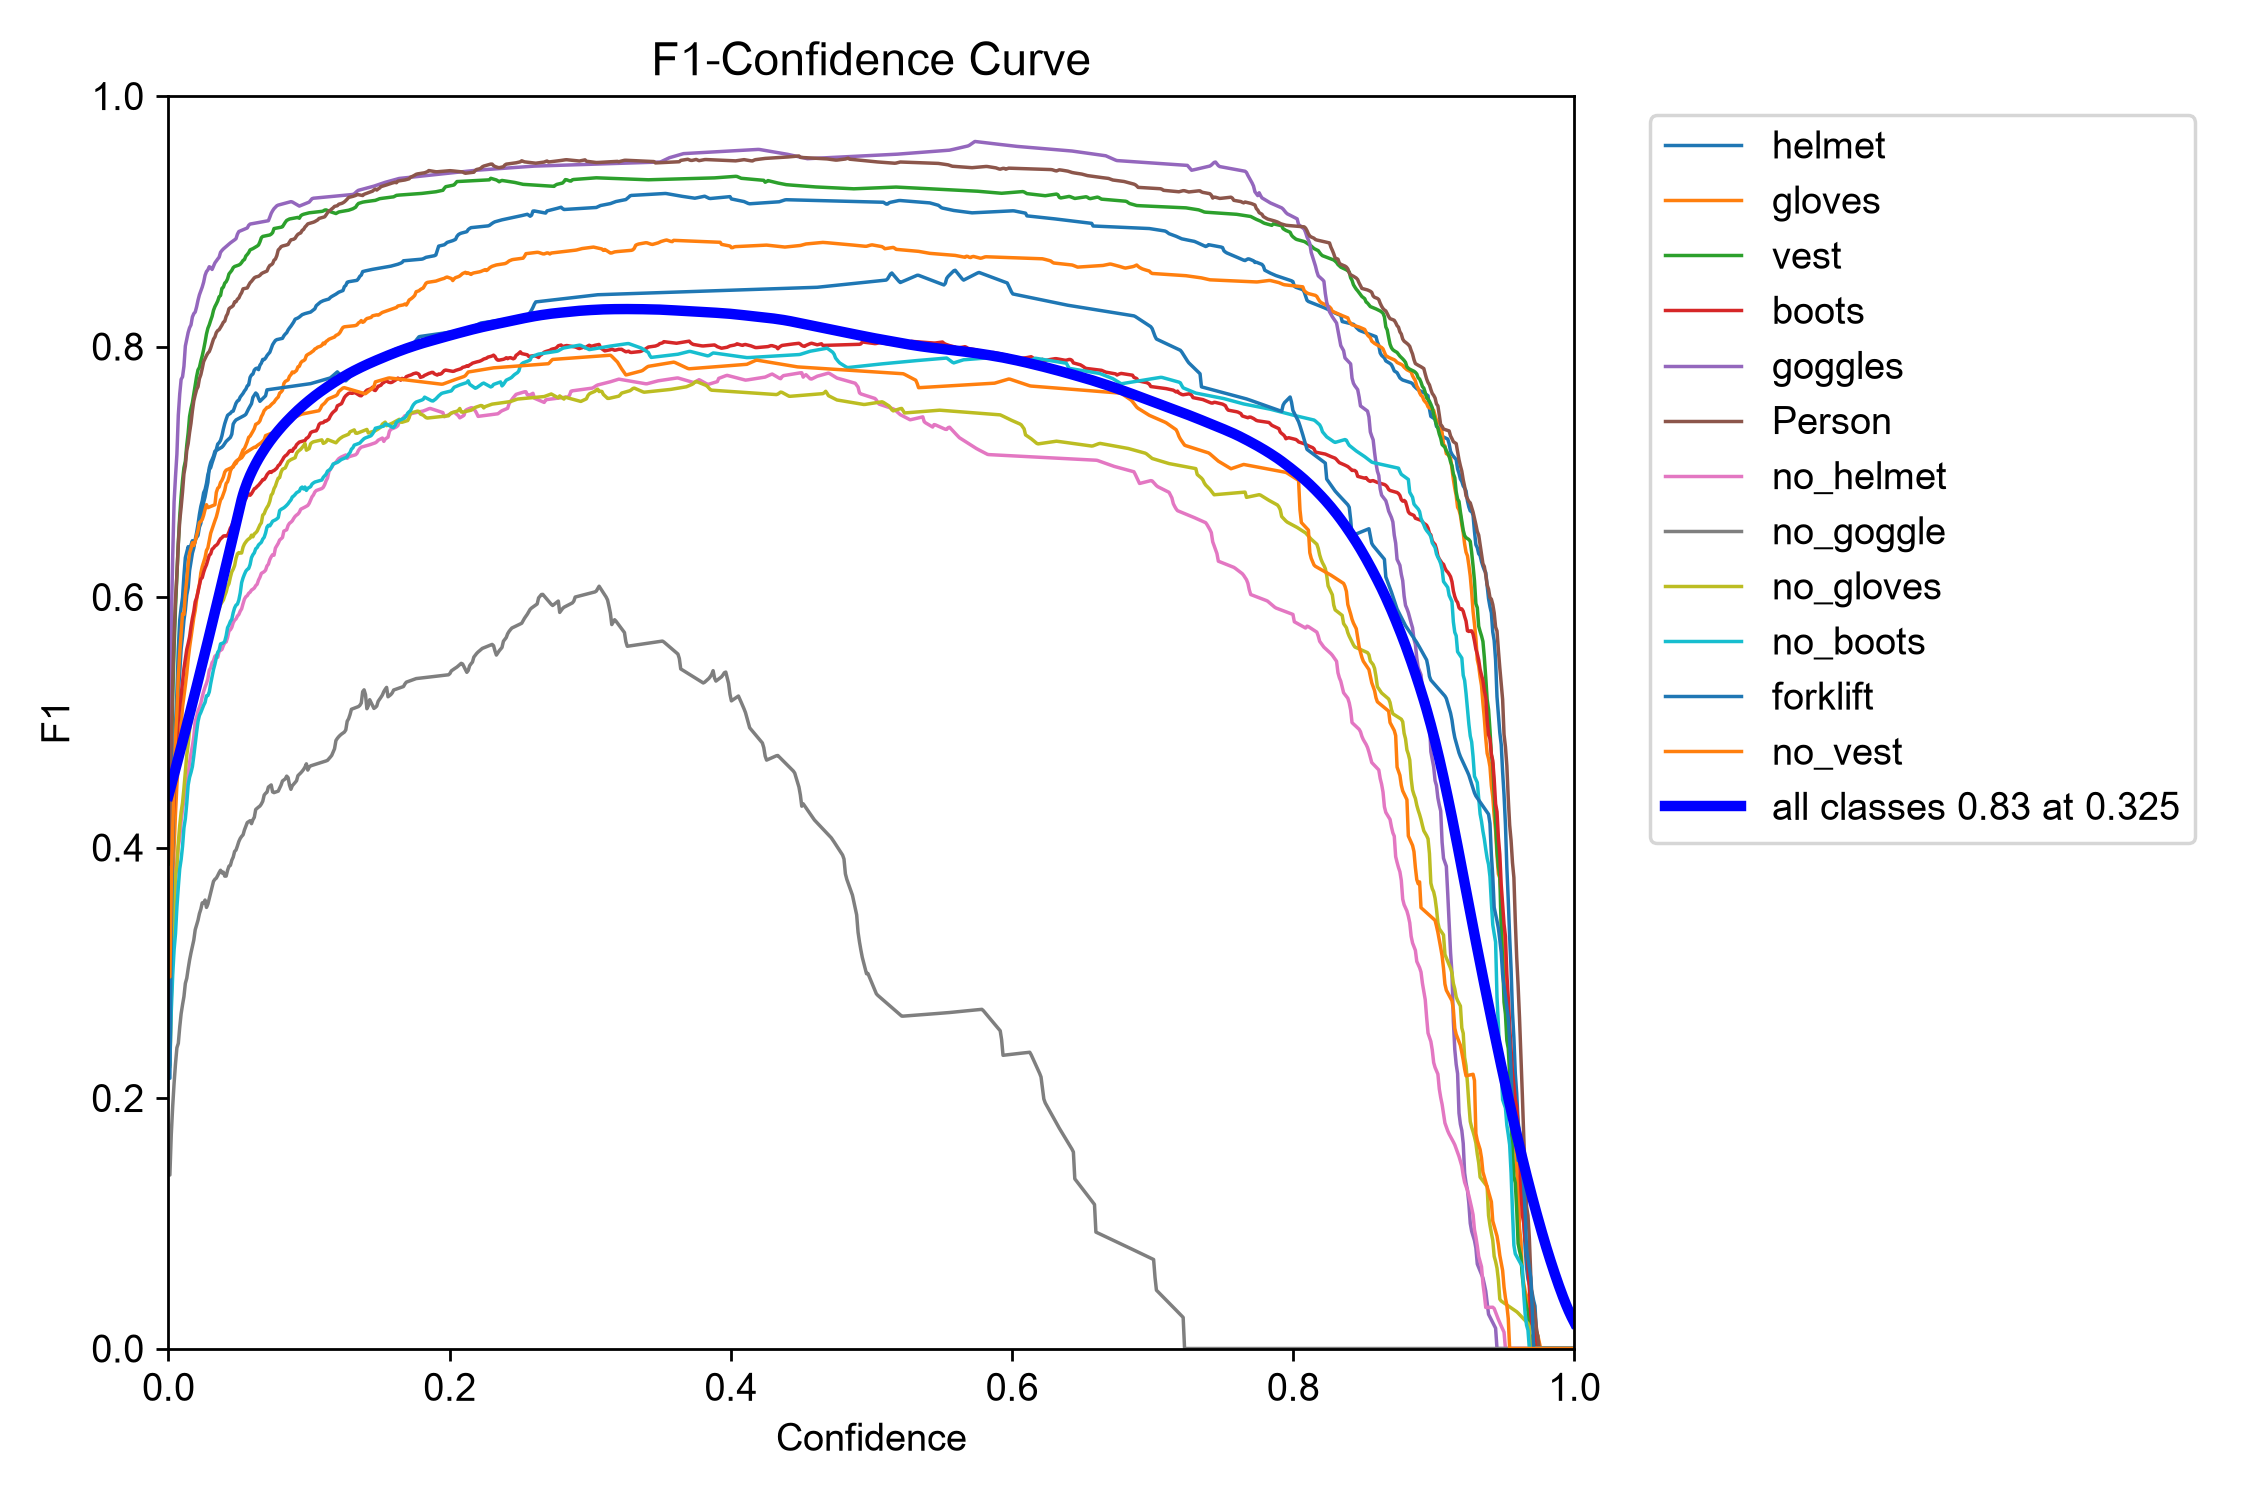 F1-Confidence Curve
1.0
0.8
0.6
0.4
0.2
0.0
F1
0.0 0.2 0.4 0.6 0.8 1.0
Confidence
helmet
gloves
vest
boots
goggles
Person
no_helmet
no_goggle
no_gloves
no_boots
forklift
no_vest
all classes 0.83 at 0.325